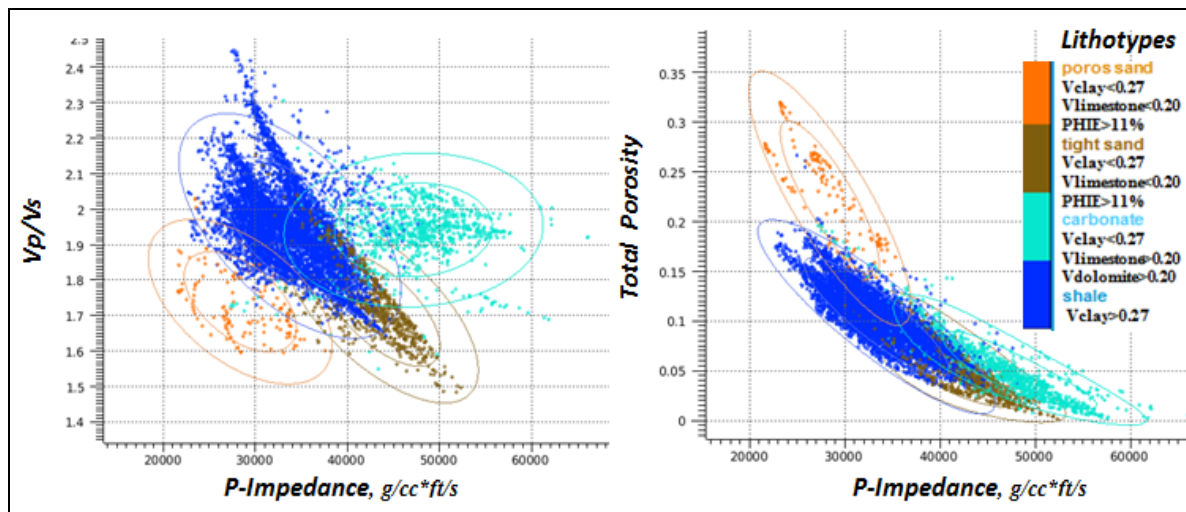 2.5
2.4
2.3
2.2
2.1
2
1.9
1.8
1.7
1.6
1.5
1.4
Vp/Vs
20000 30000 40000 50000 60000
P-Impedance, g/cc*ft/s
0.35
0.3
0.25
0.2
0.15
0.1
0.05
0
Total Porosity
20000 30000 40000 50000 60000
P-Impedance, g/cc*ft/s
Lithotypes
poros sand
Vclay<0.27
Vlimestone<0.20
PHIE>11%
tight sand
Vclay<0.27
Vlimestone<0.20
PHIE>11%
carbonate
Vclay<0.27
Vlimestone>0.20
Vdolomite>0.20
shale
Vclay>0.27